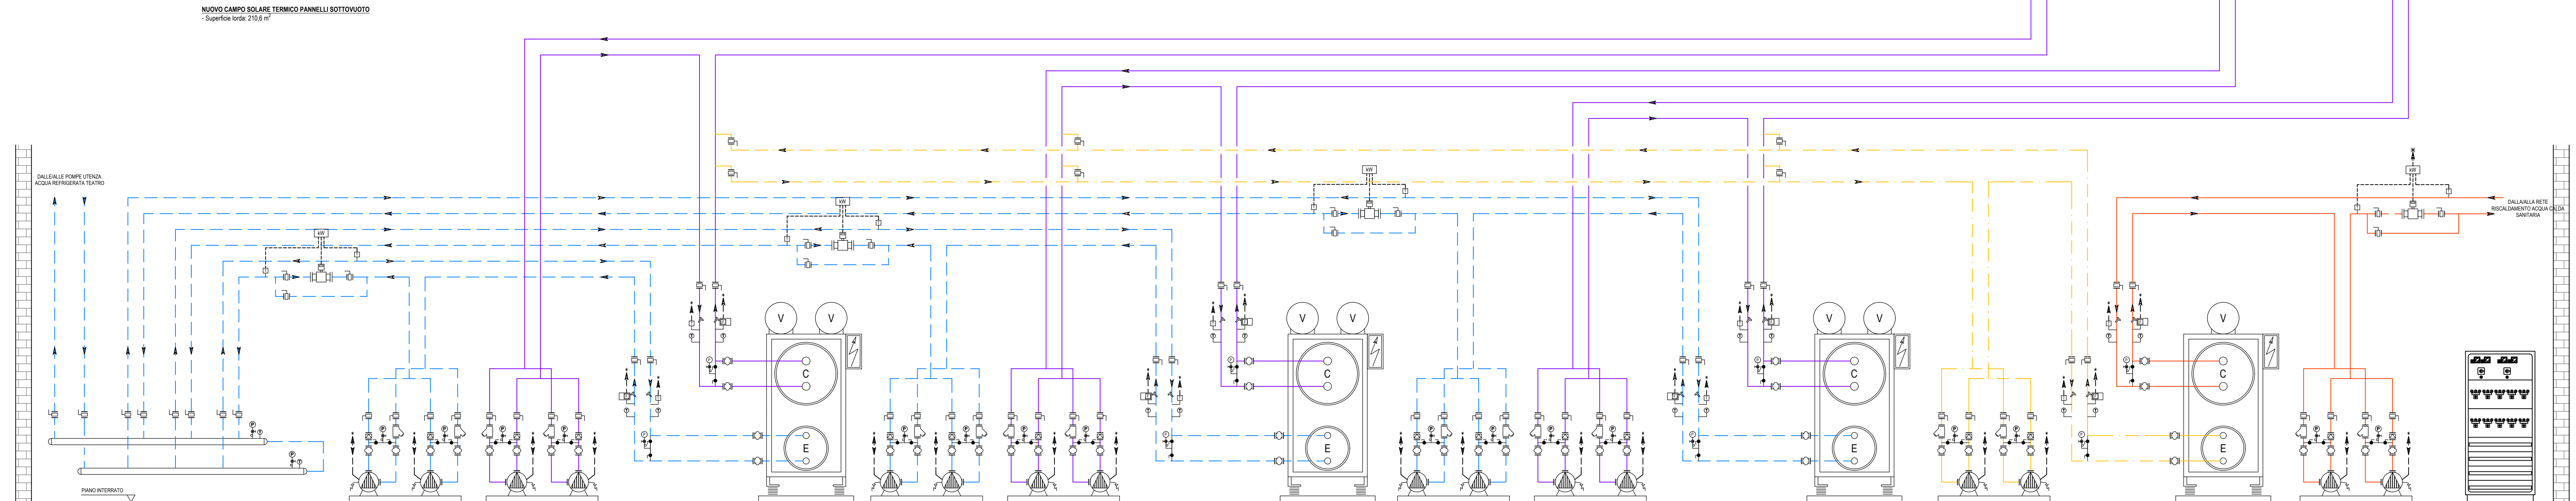 NUOVO CAMPO SOLARE TERMICO PANNELLI SOTTOVUOTO
- Superficie lorda: 210,6 m²
DALLE/ALLE POMPE UTENZA
ACQUA REFRIGERATA TEATRO
kW
kW
kW
kW
DALLA/ALLA RETE
RISCALDAMENTO ACQUA CALDA
SANITARIA
V V
C
E
V V
C
E
V V
C
E
V
C
E
PIANO INTERRATO